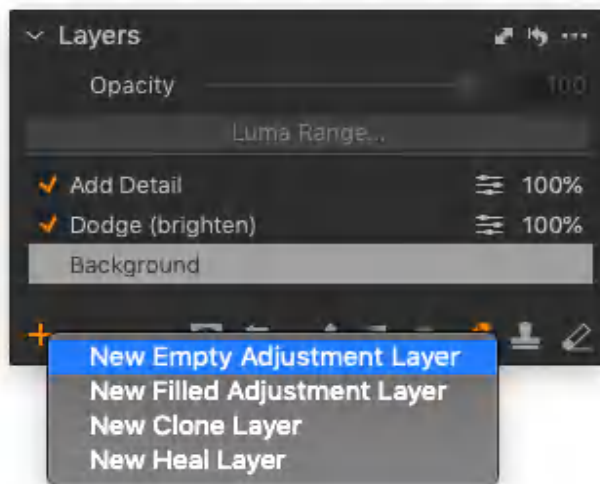 Layers
Opacity 100
Luma Range...
Add Detail 100%
Dodge (brighten) 100%
Background
New Empty Adjustment Layer
New Filled Adjustment Layer
New Clone Layer
New Heal Layer